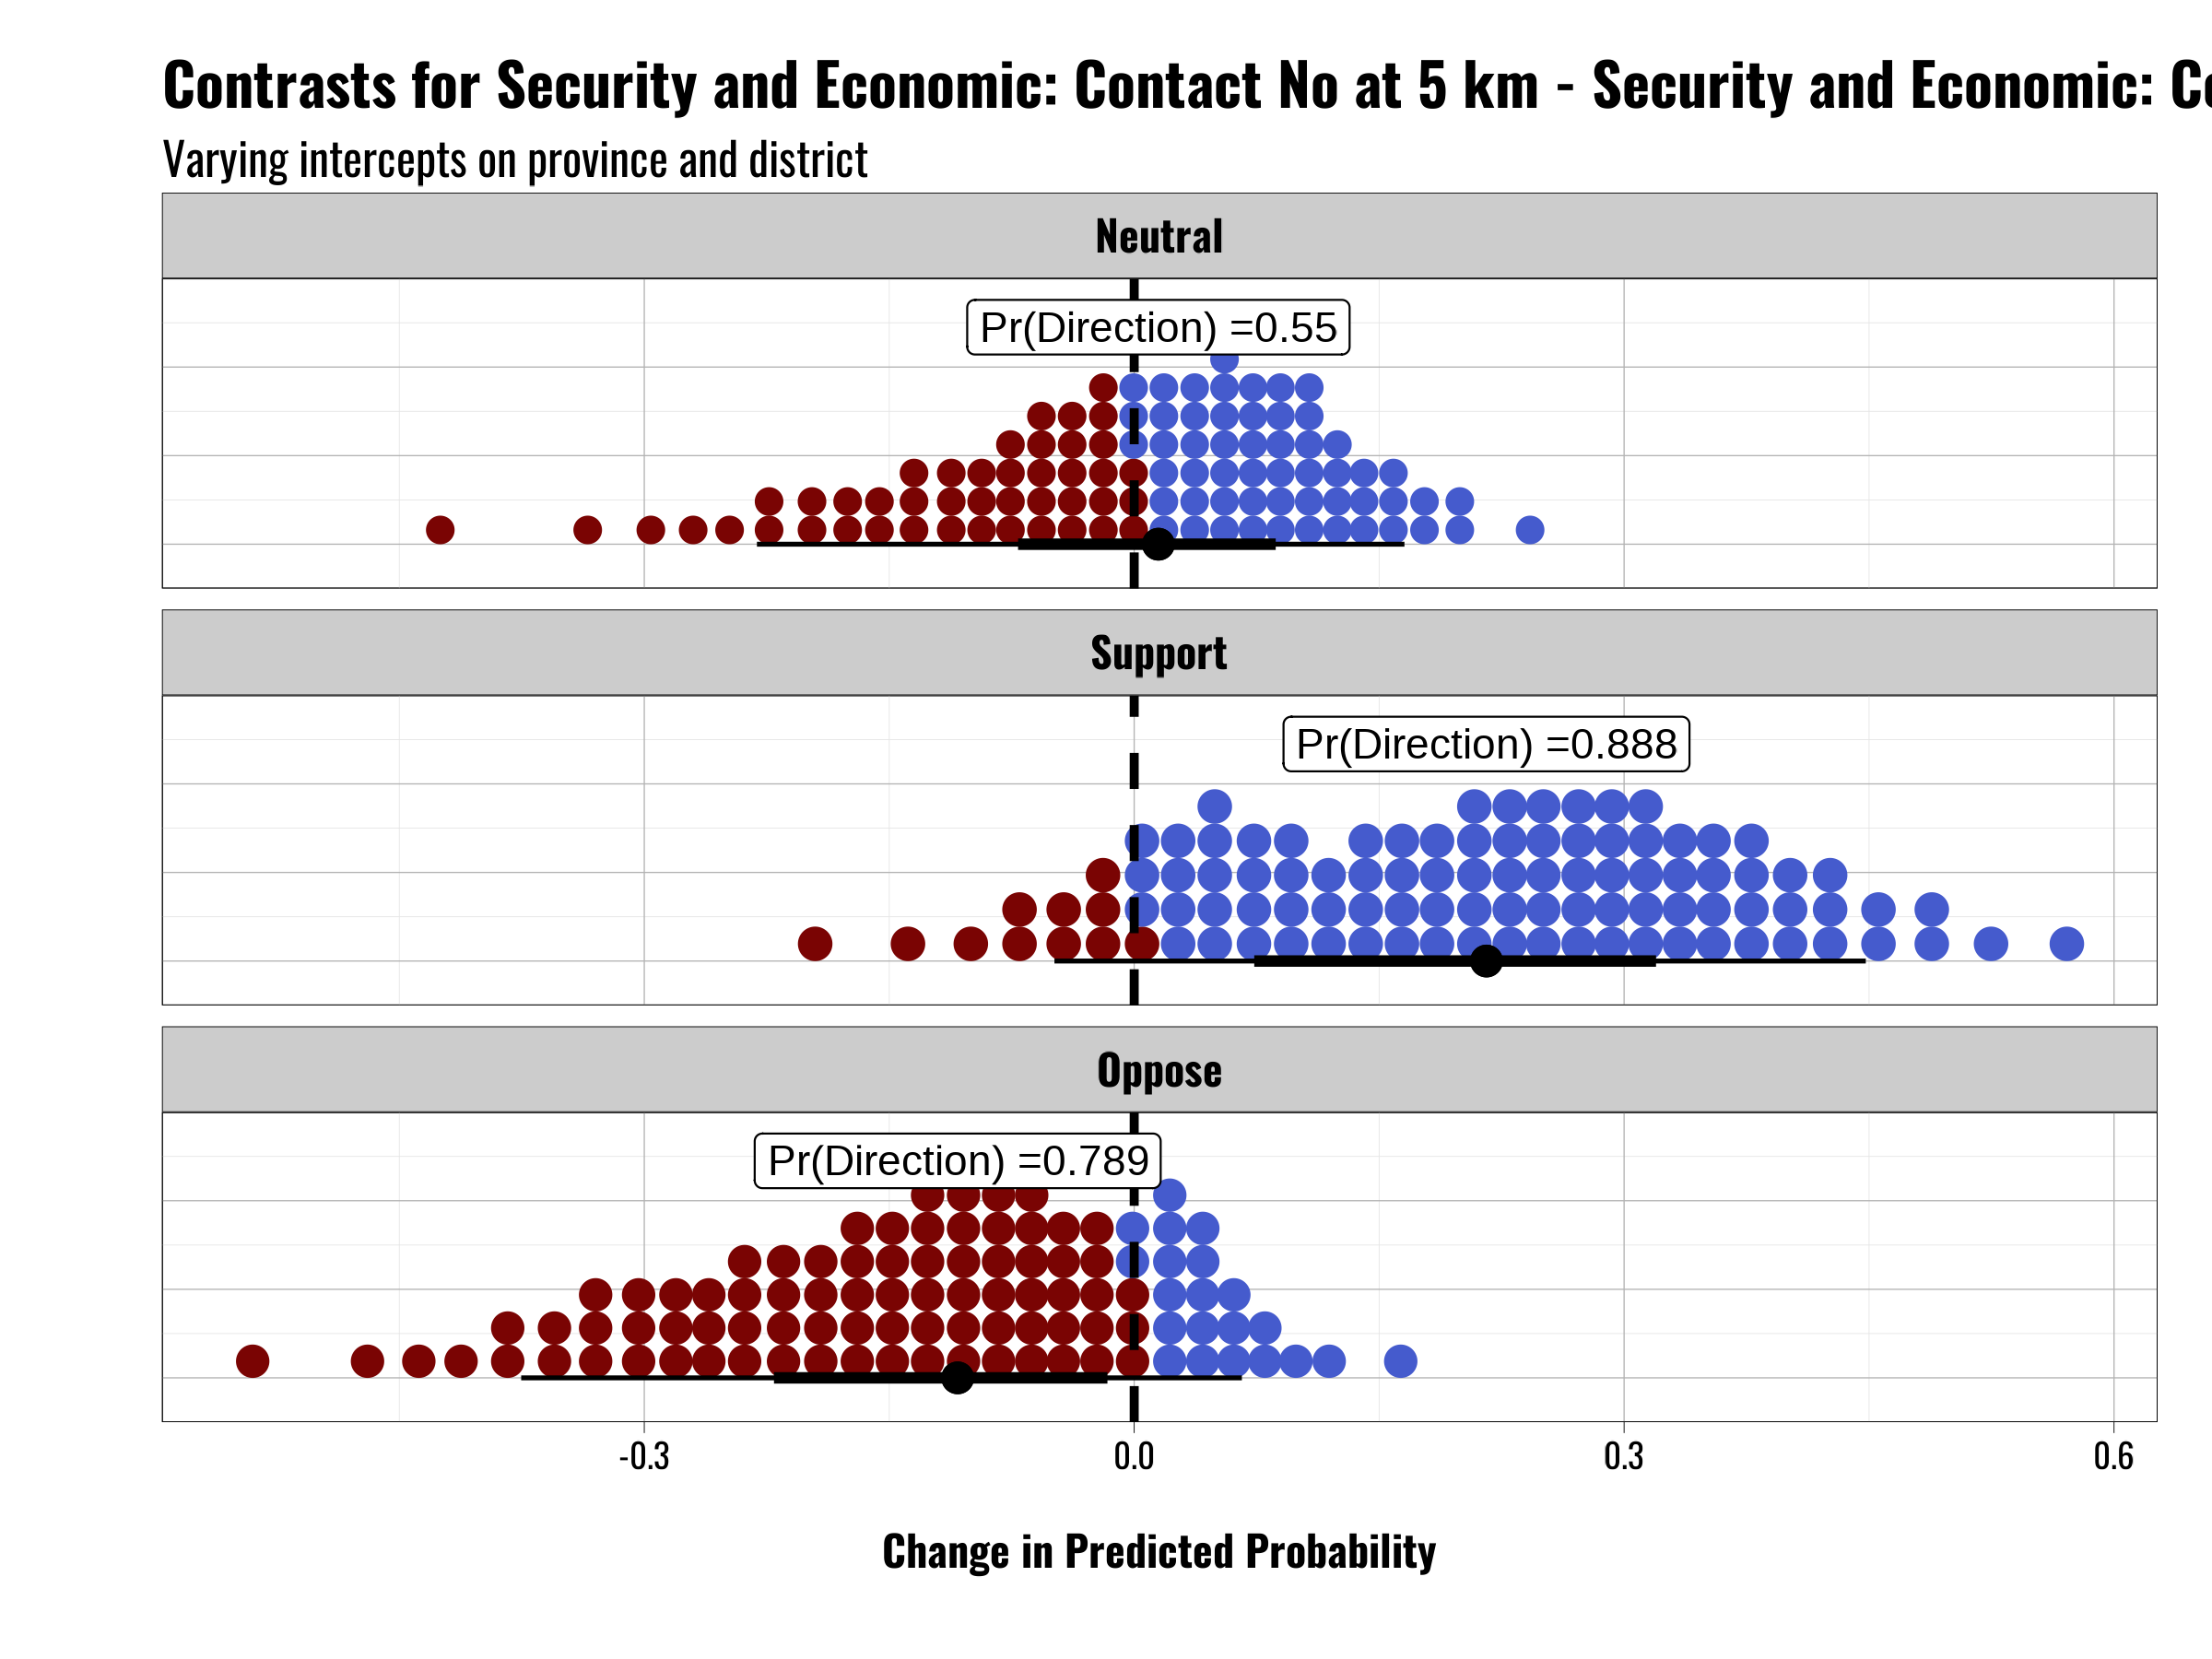 Contrasts for Security and Economic: Contact No at 5 km - Security and Economic:
Varying intercepts on province and district
Neutral
Pr(Direction) =0.55
Support
Pr(Direction) =0.888
Oppose
Pr(Direction) =0.789
-0.3 0.0 0.3 0.6
Change in Predicted Probability